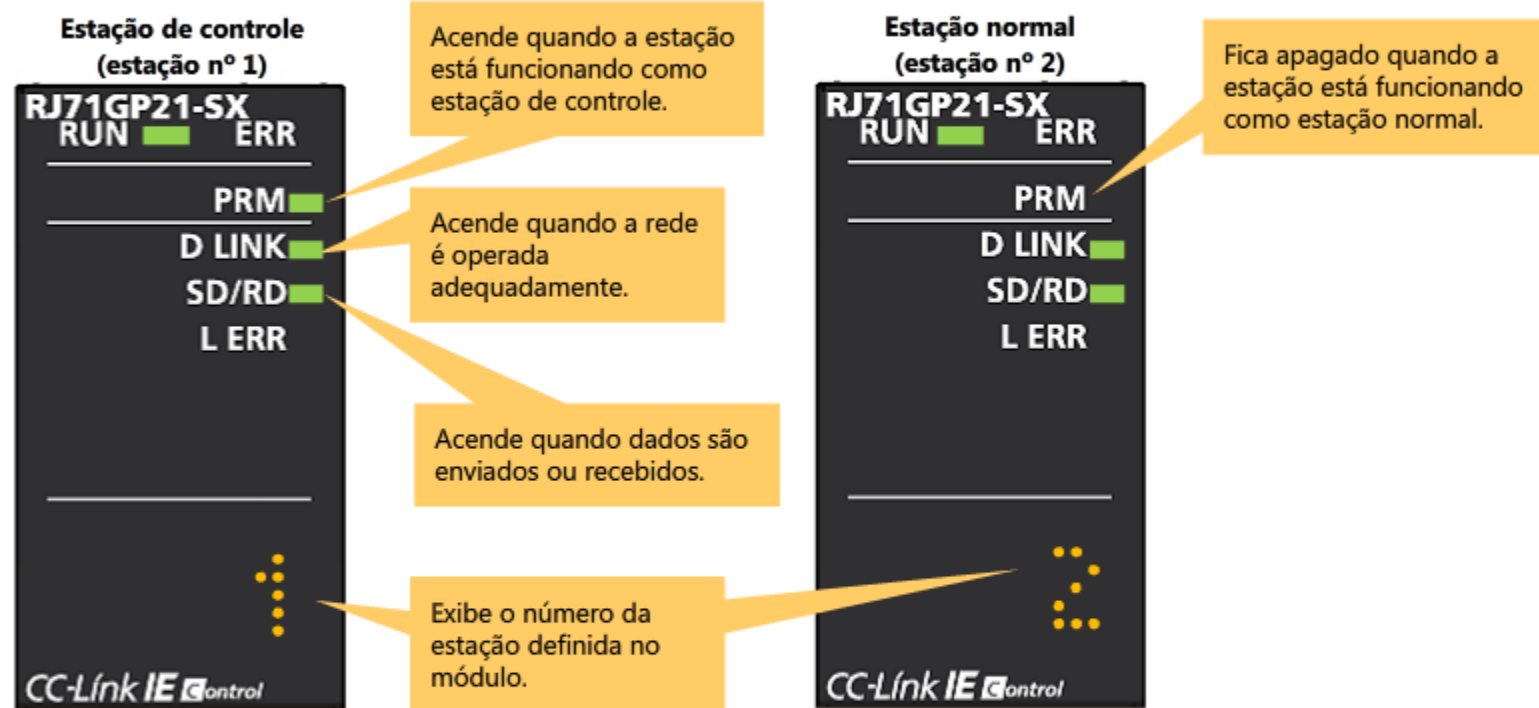 Estação de controle
(estação nº 1)
RJ71GP21-SX
RUN ERR
PRM
D LINK
SD/RD
L ERR
1
CC-Link IE Control
Acende quando a estação
está funcionando como
estação de controle.
Acende quando a rede
é operada
adequadamente.
Acende quando dados são
enviados ou recebidos.
Exibe o número da
estação definida no
módulo.
Estação normal
(estação nº 2)
RJ71GP21-SX
RUN ERR
PRM
D LINK
SD/RD
L ERR
2
CC-Link IE Control
Fica apagado quando a
estação está funcionando
como estação normal.